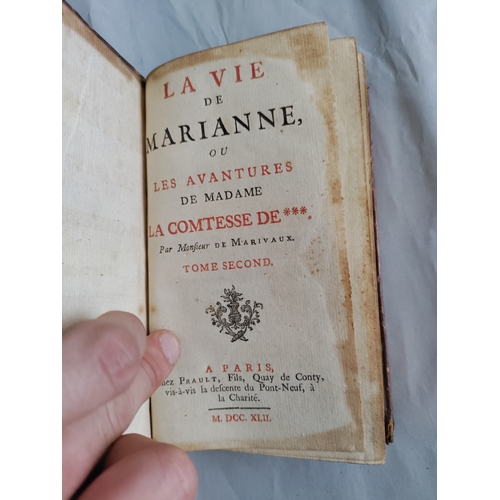 LA VIE
DE
MARIANNE,
OU
LES AVANTURES
DE MADAME
LA COMTESSE DE ***.
Par Monsieur DE MARIVAUX.
TOME SECOND.
A PARIS,
hez PRAULT, Fils, Quay de Conty,
vis-à-vis la descente du Pont-Neuf, à
la Charité.
M. DCC. XLII.